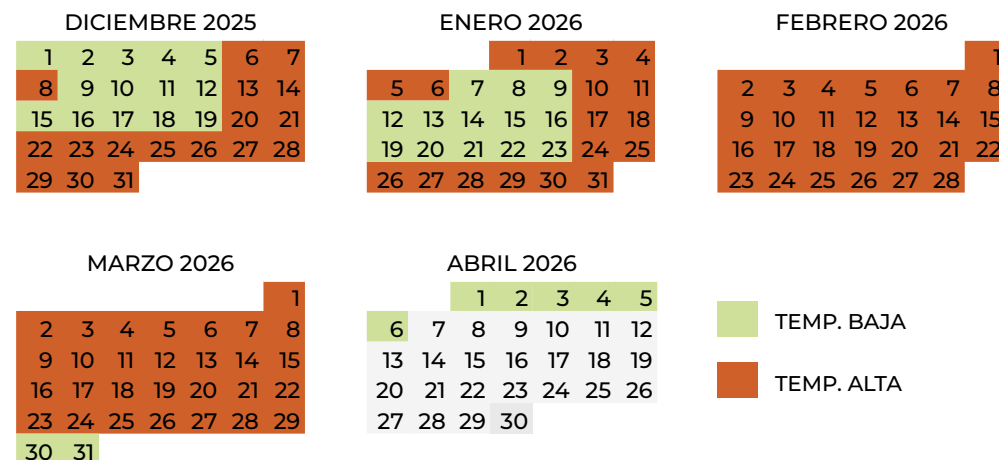 DICIEMBRE 2025
1 2 3 4 5 6 7
8 9 10 11 12 13 14
15 16 17 18 19 20 21
22 23 24 25 26 27 28
29 30 31
ENERO 2026
1 2 3 4
5 6 7 8 9 10 11
12 13 14 15 16 17 18
19 20 21 22 23 24 25
26 27 28 29 30 31
FEBRERO 2026
1
2 3 4 5 6 7 8
9 10 11 12 13 14 15
16 17 18 19 20 21 22
23 24 25 26 27 28
MARZO 2026
1
2 3 4 5 6 7 8
9 10 11 12 13 14 15
16 17 18 19 20 21 22
23 24 25 26 27 28 29
30 31
ABRIL 2026
1 2 3 4 5
6 7 8 9 10 11 12
13 14 15 16 17 18 19
20 21 22 23 24 25 26
27 28 29 30
TEMP. BAJA
TEMP. ALTA